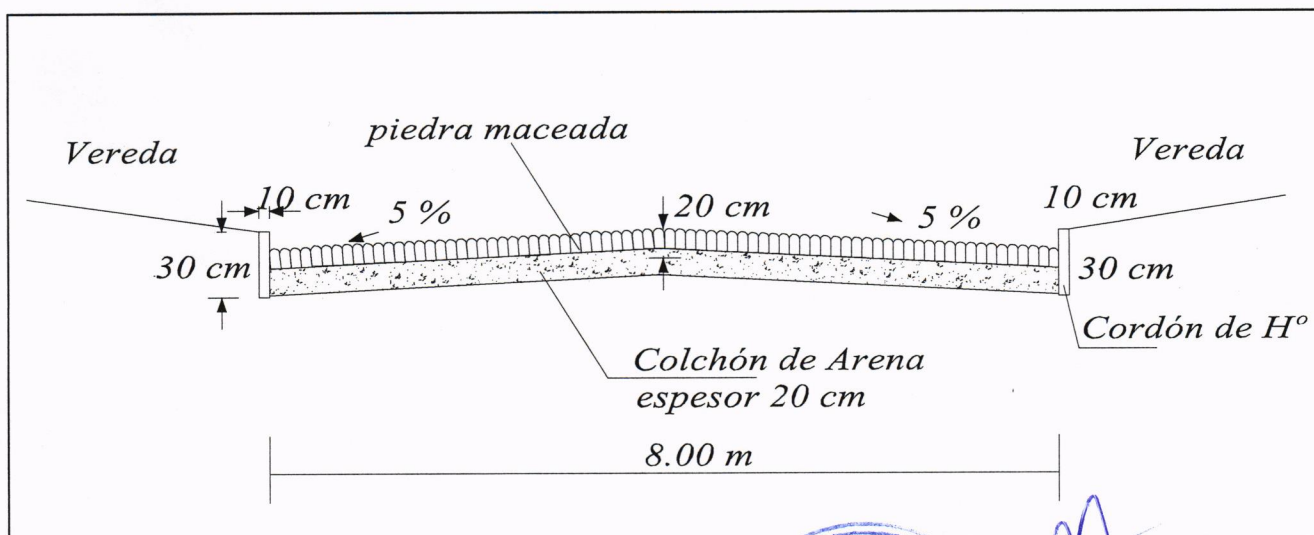 piedra maceada
Vereda
Vereda
10 cm
5 %
20 cm
5 %
10 cm
30 cm
30 cm
Cordón de Hº
Colchón de Arena
espesor 20 cm
8.00 m